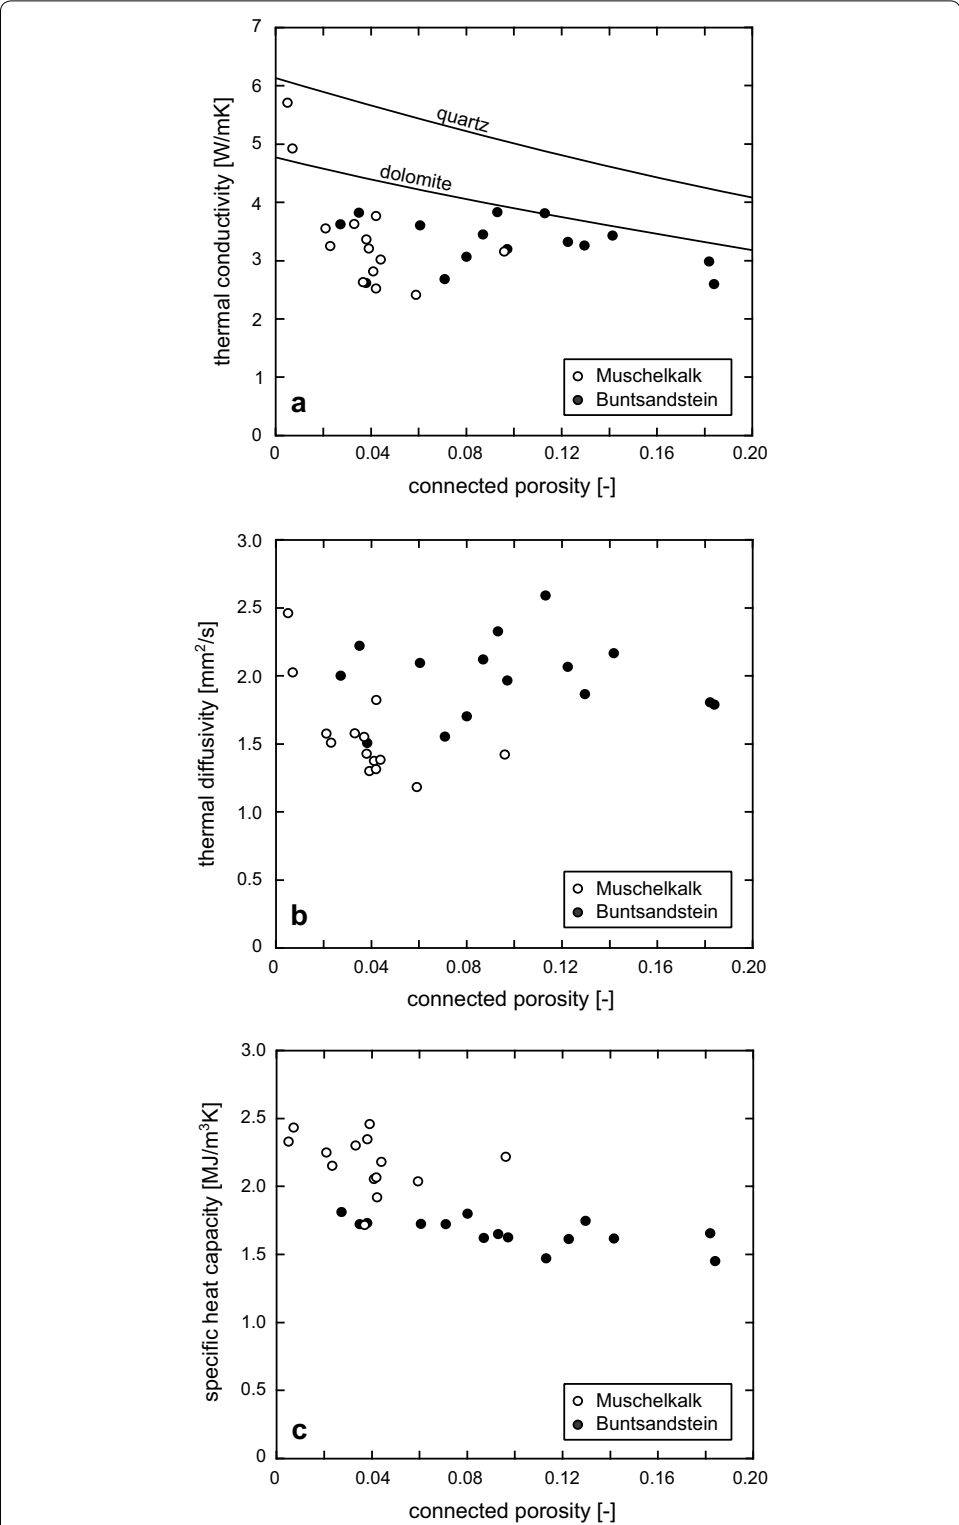 7
6
5
4
3
2
1
0
thermal conductivity [W/mK]
quartz
dolomite
Muschelkalk
Buntsandstein
a
0 0.04 0.08 0.12 0.16 0.20
connected porosity [-]
3.0
2.5
2.0
1.5
1.0
0.5
0
thermal diffusivity [mm²/s]
Muschelkalk
Buntsandstein
b
0 0.04 0.08 0.12 0.16 0.20
connected porosity [-]
3.0
2.5
2.0
1.5
1.0
0.5
0
specific heat capacity [MJ/m³K]
Muschelkalk
Buntsandstein
c
0 0.04 0.08 0.12 0.16 0.20
connected porosity [-]